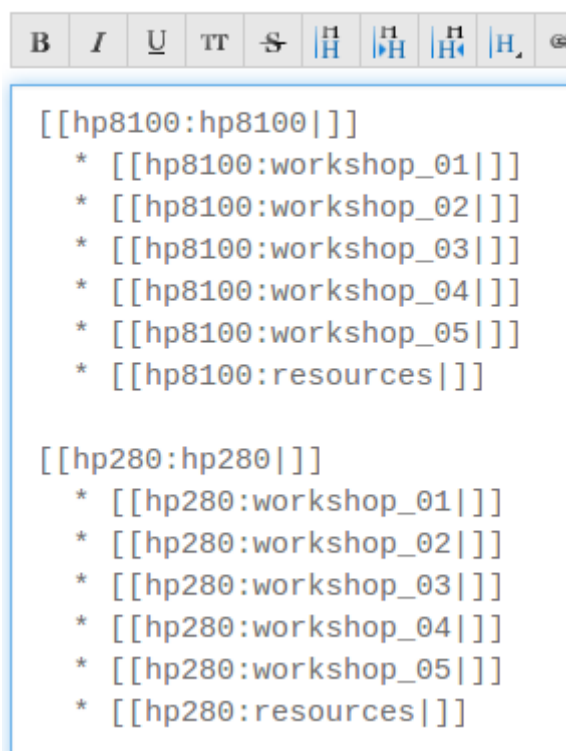 B I U TT S H H H H H H H
[[hp8100:hp8100|]]
  * [[hp8100:workshop_01|]]
  * [[hp8100:workshop_02|]]
  * [[hp8100:workshop_03|]]
  * [[hp8100:workshop_04|]]
  * [[hp8100:workshop_05|]]
  * [[hp8100:resources|]]

[[hp280:hp280|]]
  * [[hp280:workshop_01|]]
  * [[hp280:workshop_02|]]
  * [[hp280:workshop_03|]]
  * [[hp280:workshop_04|]]
  * [[hp280:workshop_05|]]
  * [[hp280:resources|]]